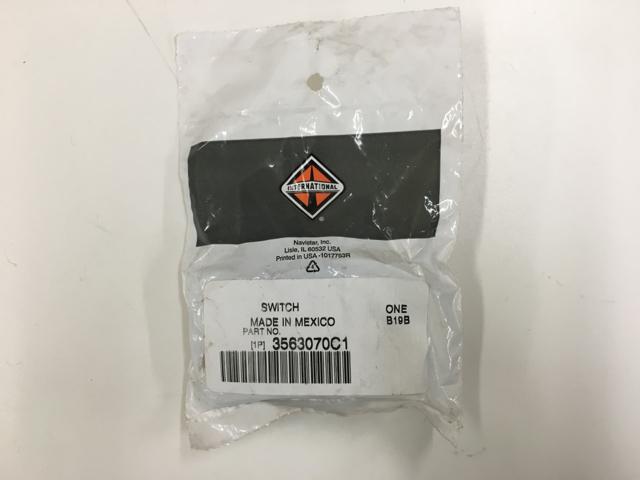 INTERNATIONAL
®
Navistar, Inc.
Lisle, IL 60532 USA
Printed in USA -1017753R
SWITCH
ONE
MADE IN MEXICO
B19B
PART NO.
[1P] 3563070C1